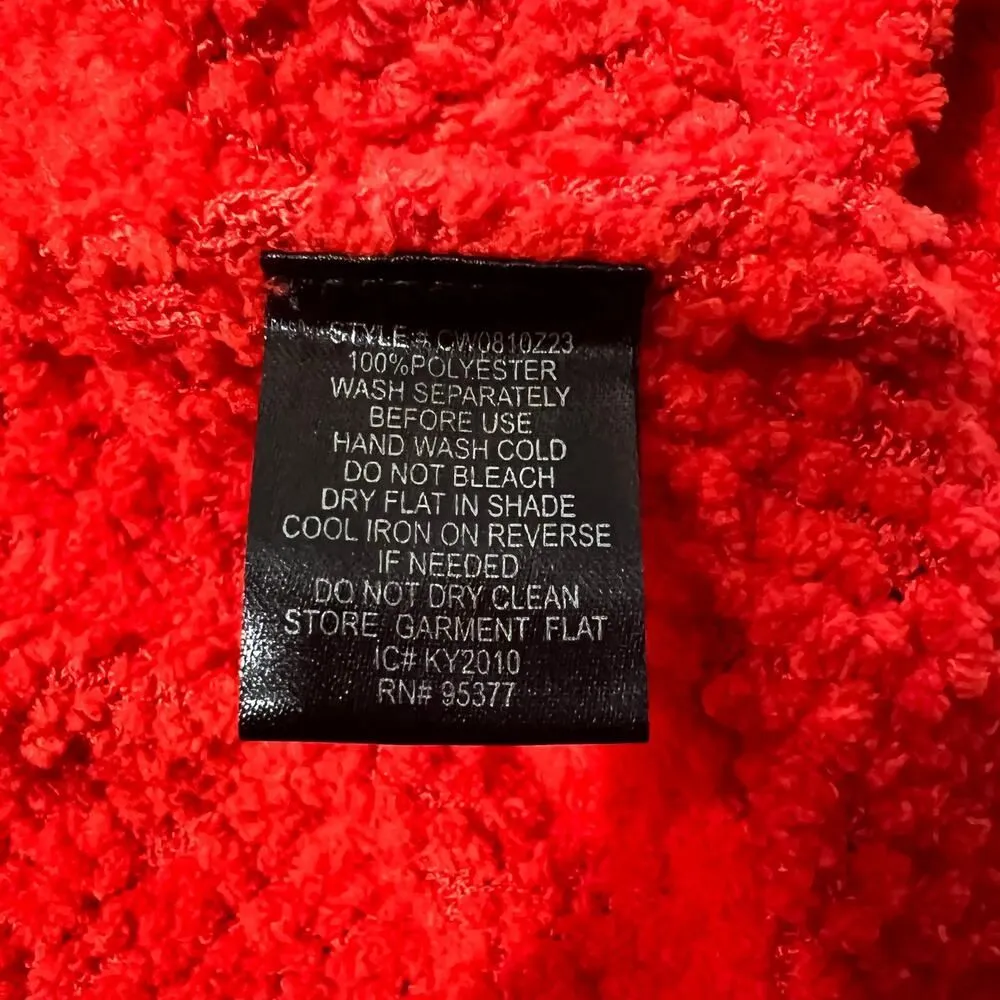 STYLE # CW0810Z23
100%POLYESTER
WASH SEPARATELY
BEFORE USE
HAND WASH COLD
DO NOT BLEACH
DRY FLAT IN SHADE
COOL IRON ON REVERSE
IF NEEDED
DO NOT DRY CLEAN
STORE GARMENT FLAT
IC# KY2010
RN# 95377